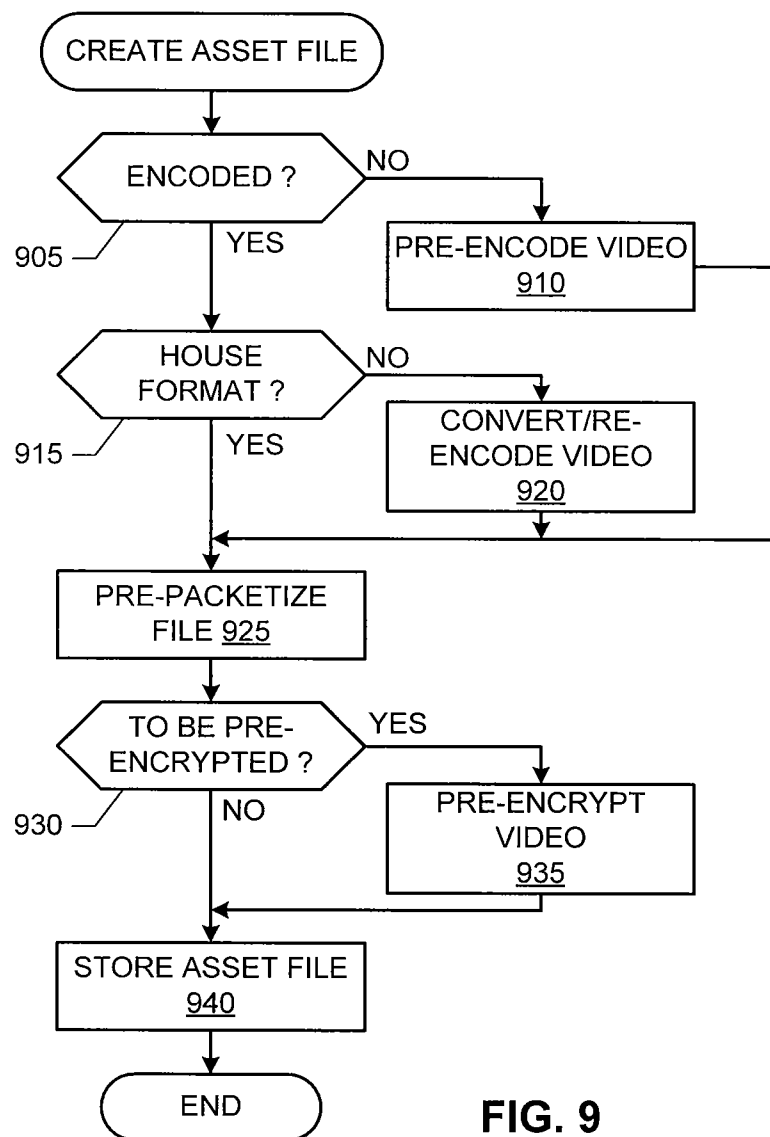 CREATE ASSET FILE
ENCODED ?
NO
905
YES
PRE-ENCODE VIDEO
910
HOUSE
FORMAT ?
NO
915
YES
CONVERT/RE-
ENCODE VIDEO
920
PRE-PACKETIZE
FILE 925
TO BE PRE-
ENCRYPTED ?
YES
930
NO
PRE-ENCRYPT
VIDEO
935
STORE ASSET FILE
940
END
FIG. 9